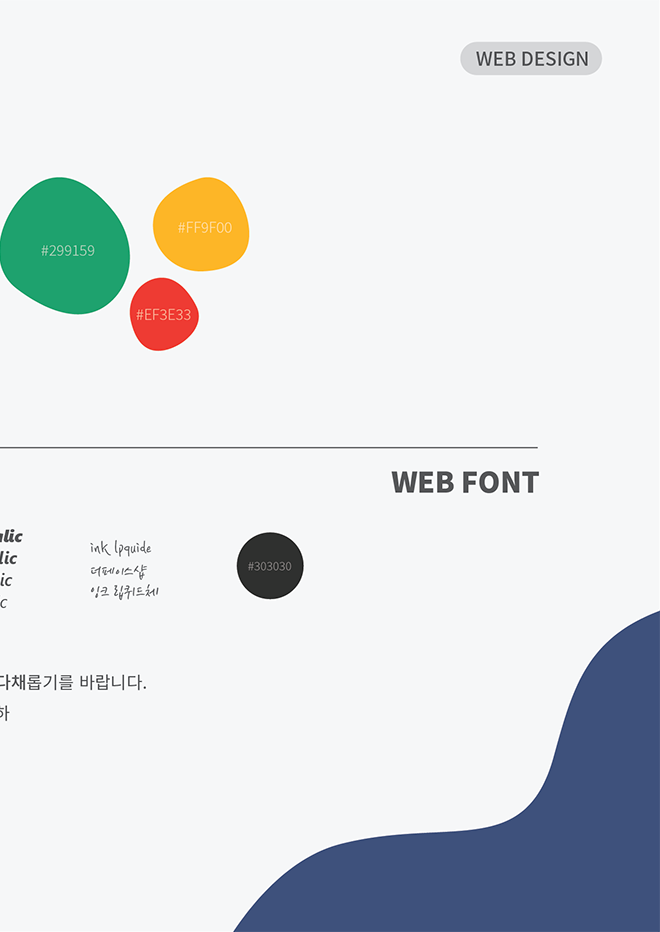 WEB DESIGN
#299159
#FF9F00
#EF3E33
WEB FONT
alic
lic
ic
c
ink lpquide
더페이스샵
잉크 립퀴드체
#303030
다채롭기를 바랍니다.
하